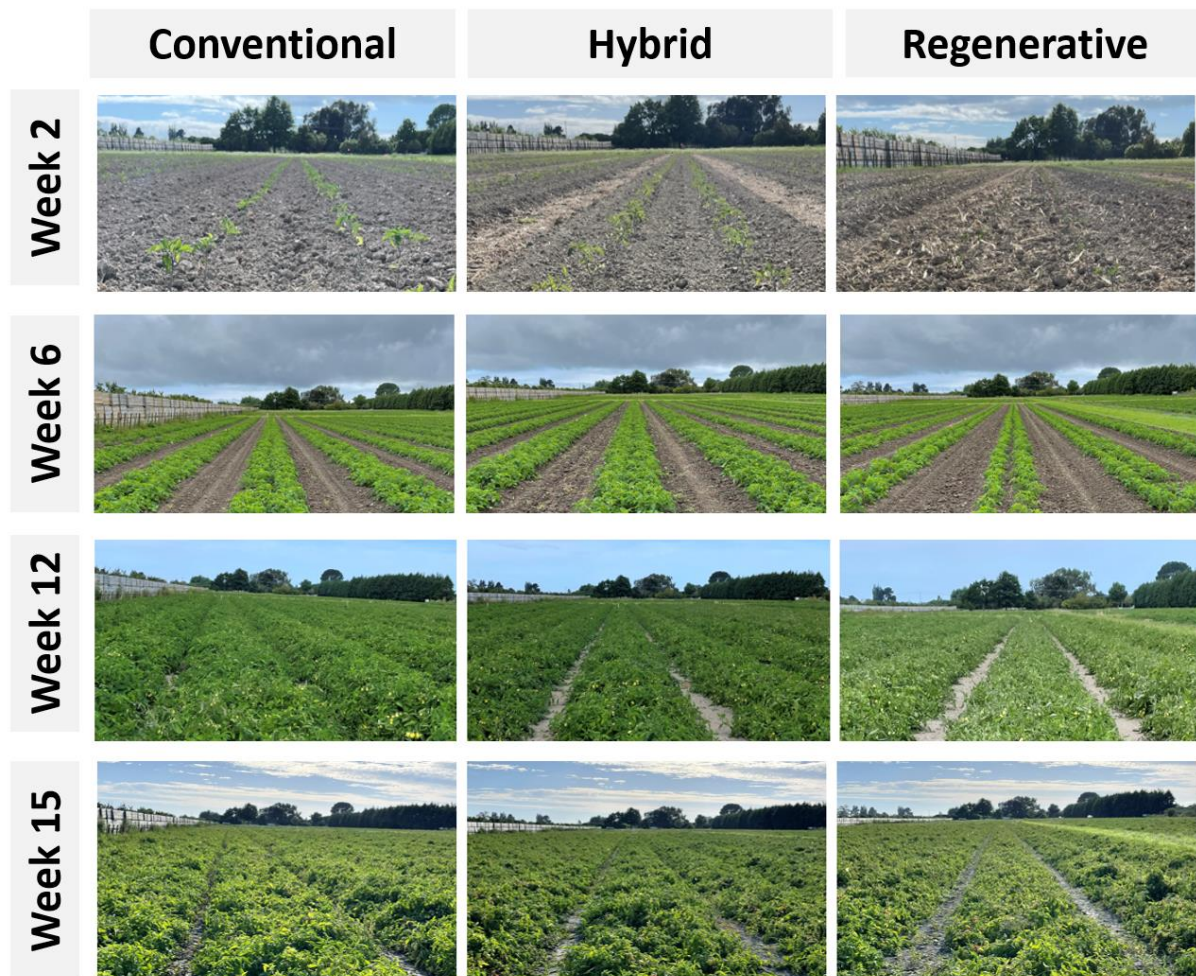 Conventional
Hybrid
Regenerative
Week 2
Week 6
Week 12
Week 15